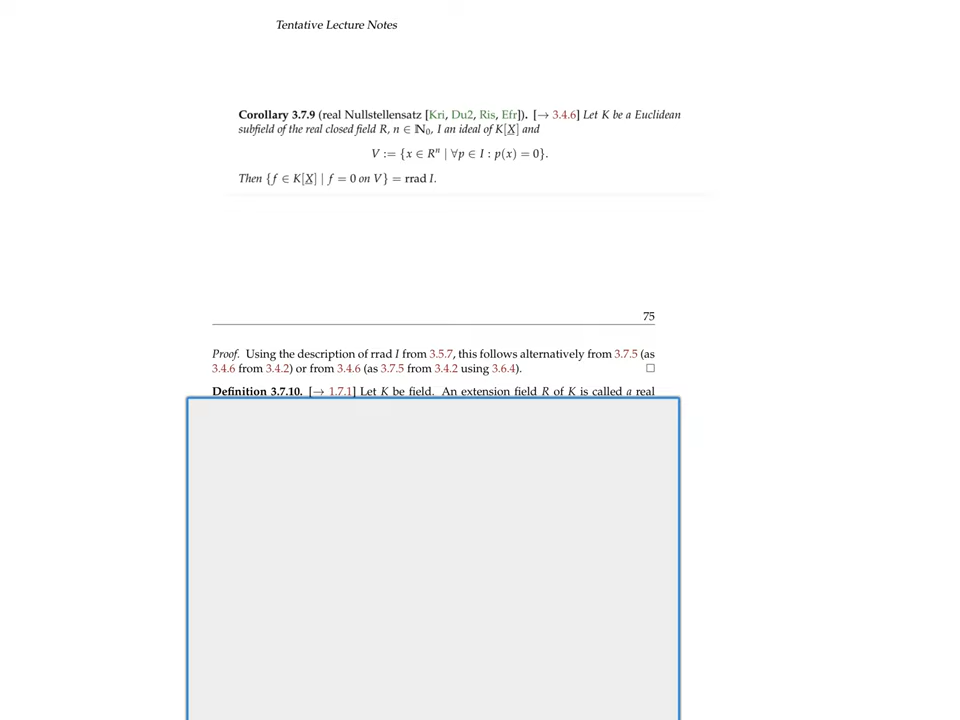 Tentative Lecture Notes
Corollary 3.7.9 (real Nullstellensatz [Kri, Du2, Ris, Efr]). [→ 3.4.6] Let K be a Euclidean
subfield of the real closed field R, n ∈ ℕ₀, I an ideal of K[X̲] and
V := {x ∈ Rⁿ | ∀p ∈ I : p(x) = 0}.
Then {f ∈ K[X̲] | f = 0 on V} = rrad I.
75
Proof. Using the description of rrad I from 3.5.7, this follows alternatively from 3.7.5 (as
3.4.6 from 3.4.2) or from 3.4.6 (as 3.7.5 from 3.4.2 using 3.6.4). □
Definition 3.7.10. [→ 1.7.1] Let K be field. An extension field R of K is called a real